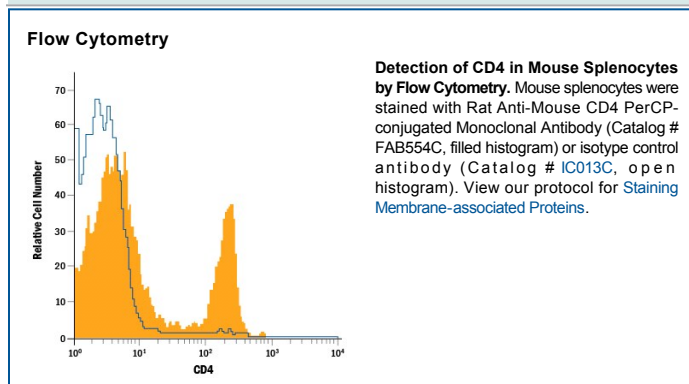 Flow Cytometry
Detection of CD4 in Mouse Splenocytes
by Flow Cytometry. Mouse splenocytes were
stained with Rat Anti-Mouse CD4 PerCP-
conjugated Monoclonal Antibody (Catalog #
FAB554C, filled histogram) or isotype control
antibody (Catalog # IC013C, open
histogram). View our protocol for Staining
Membrane-associated Proteins.
Relative Cell Number
70
60
50
40
30
20
10
0
10⁰ 10¹ 10² 10³ 10⁴
CD4